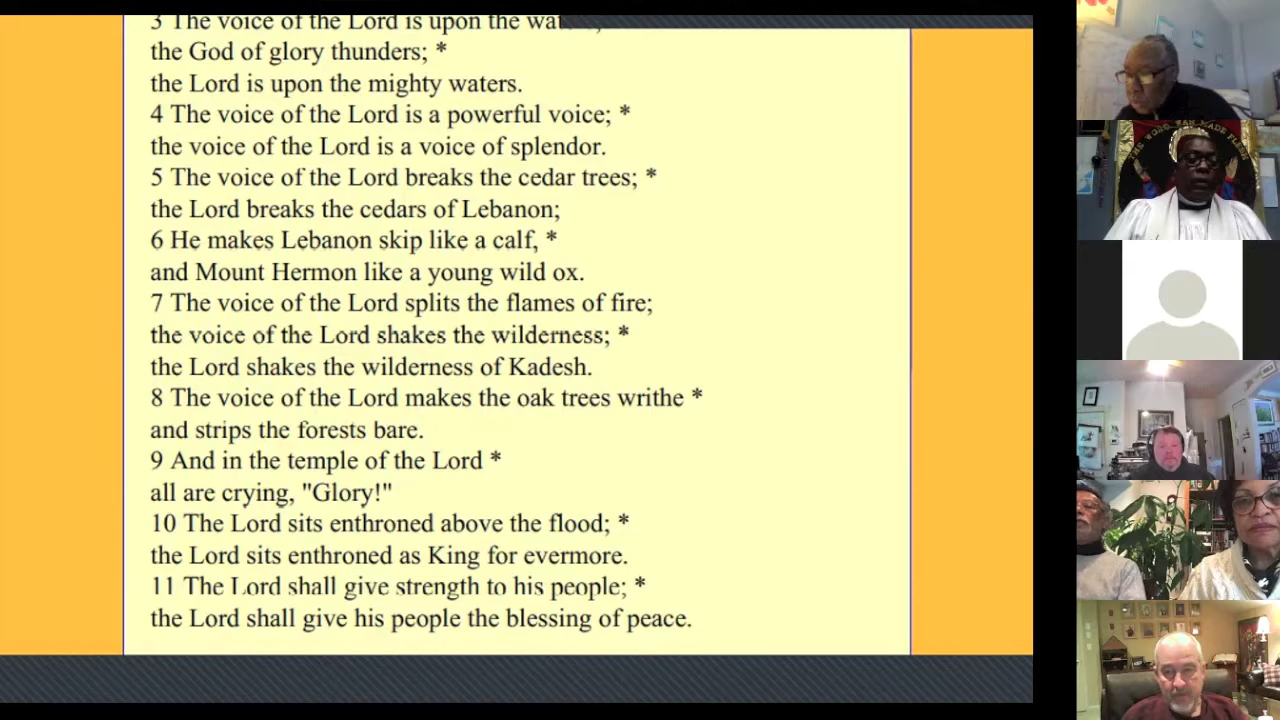 3 The voice of the Lord is upon the waters;
the God of glory thunders; *
the Lord is upon the mighty waters.
4 The voice of the Lord is a powerful voice; *
the voice of the Lord is a voice of splendor.
5 The voice of the Lord breaks the cedar trees; *
the Lord breaks the cedars of Lebanon;
6 He makes Lebanon skip like a calf, *
and Mount Hermon like a young wild ox.
7 The voice of the Lord splits the flames of fire;
the voice of the Lord shakes the wilderness; *
the Lord shakes the wilderness of Kadesh.
8 The voice of the Lord makes the oak trees writhe *
and strips the forests bare.
9 And in the temple of the Lord *
all are crying, "Glory!"
10 The Lord sits enthroned above the flood; *
the Lord sits enthroned as King for evermore.
11 The Lord shall give strength to his people; *
the Lord shall give his people the blessing of peace.
THE WORD WAS MADE FLESH